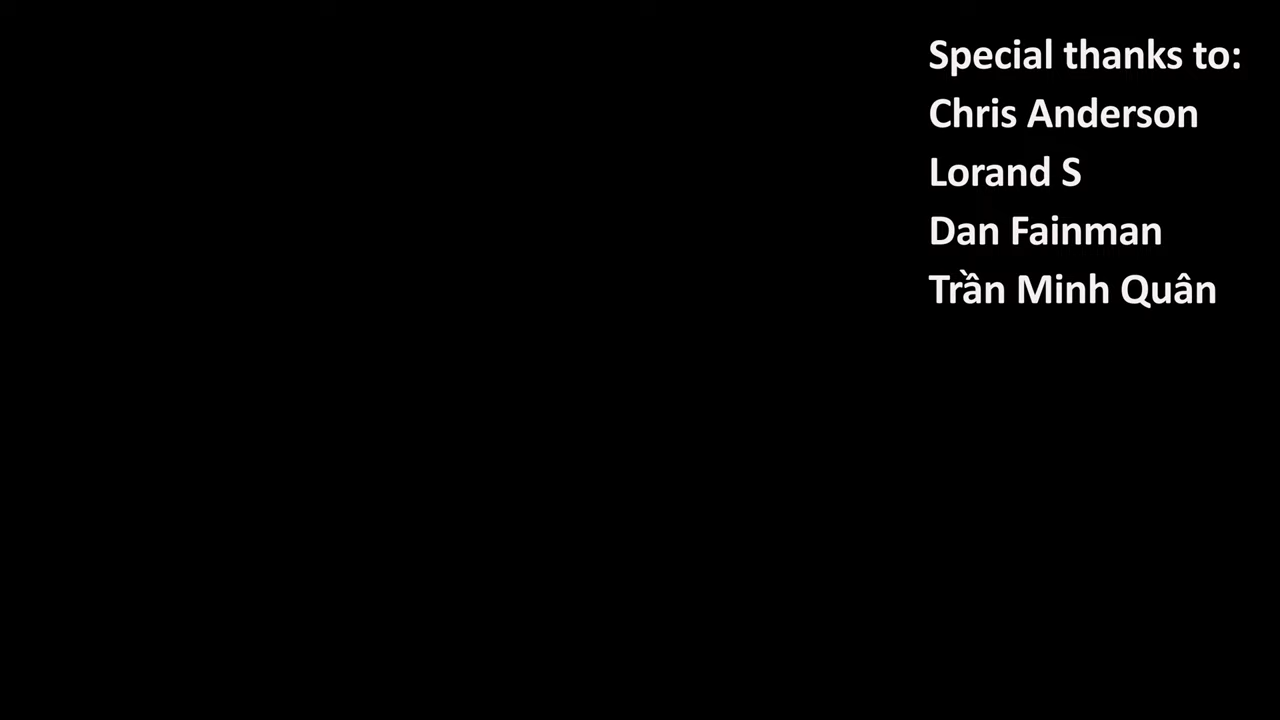 Special thanks to:
Chris Anderson
Lorand S
Dan Fainman
Trần Minh Quân